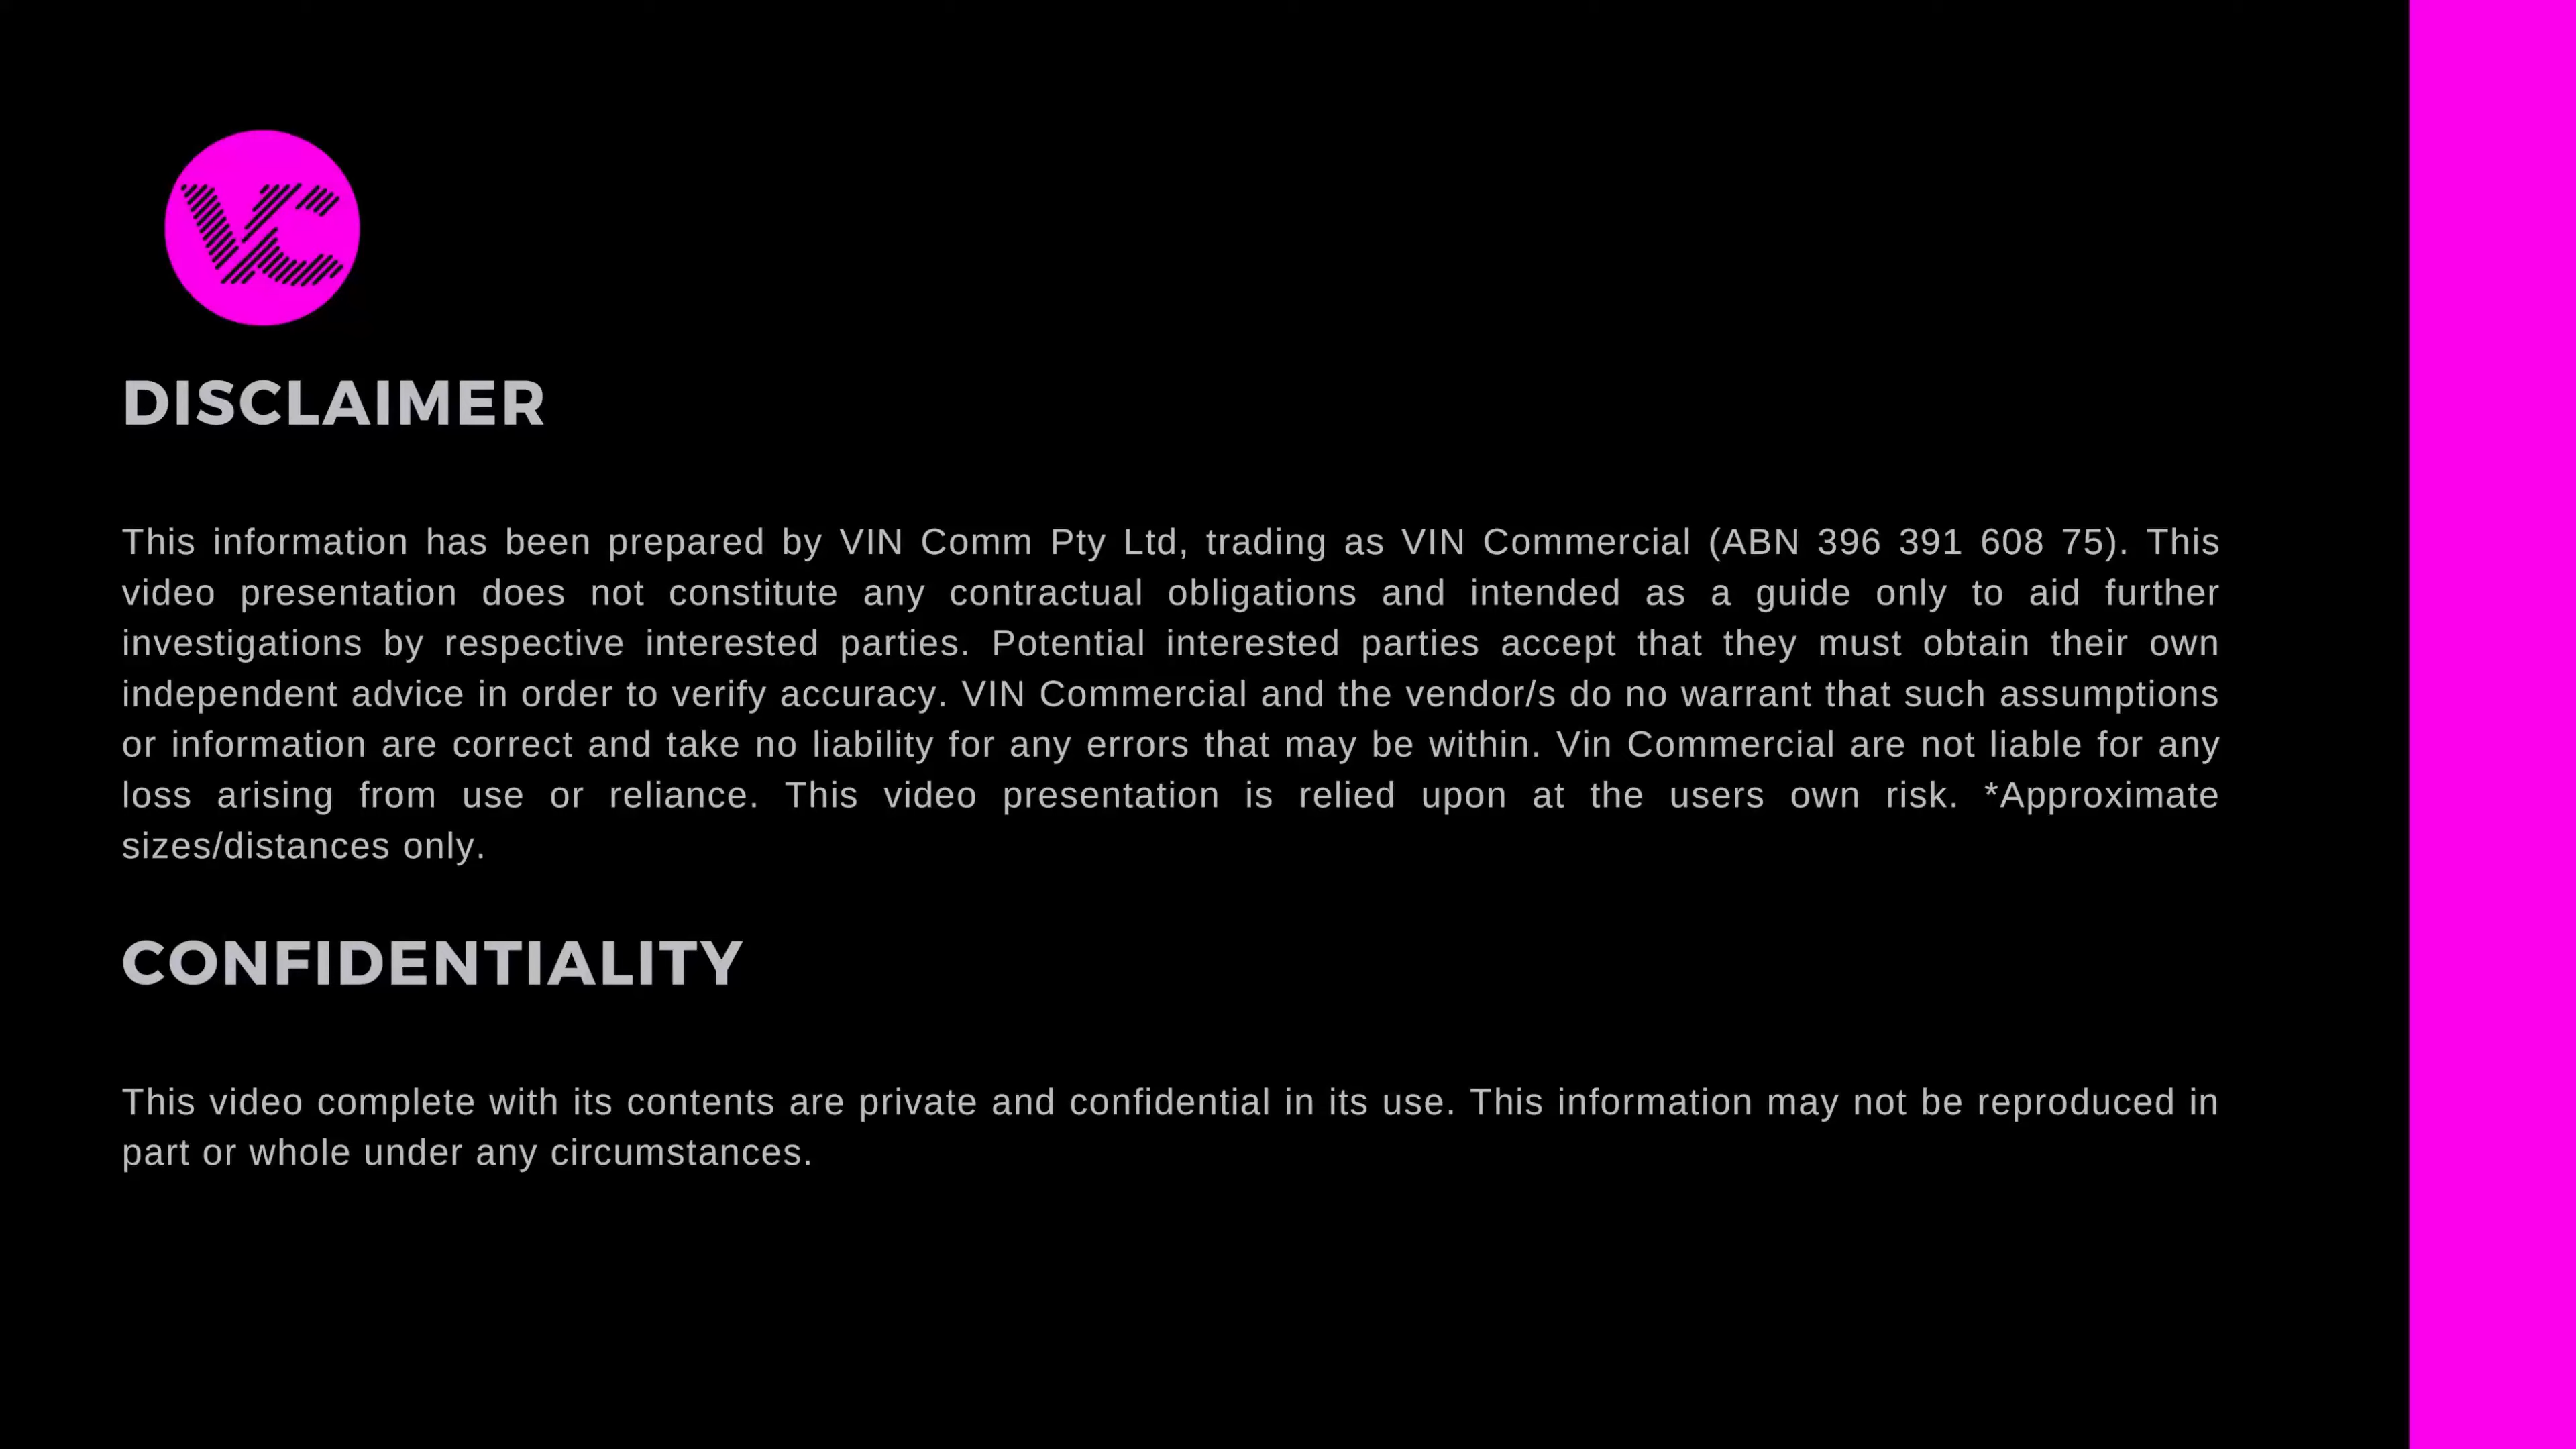 VC
DISCLAIMER
This information has been prepared by VIN Comm Pty Ltd, trading as VIN Commercial (ABN 396 391 608 75). This
video presentation does not constitute any contractual obligations and intended as a guide only to aid further
investigations by respective interested parties. Potential interested parties accept that they must obtain their own
independent advice in order to verify accuracy. VIN Commercial and the vendor/s do no warrant that such assumptions
or information are correct and take no liability for any errors that may be within. Vin Commercial are not liable for any
loss arising from use or reliance. This video presentation is relied upon at the users own risk. *Approximate
sizes/distances only.
CONFIDENTIALITY
This video complete with its contents are private and confidential in its use. This information may not be reproduced in
part or whole under any circumstances.